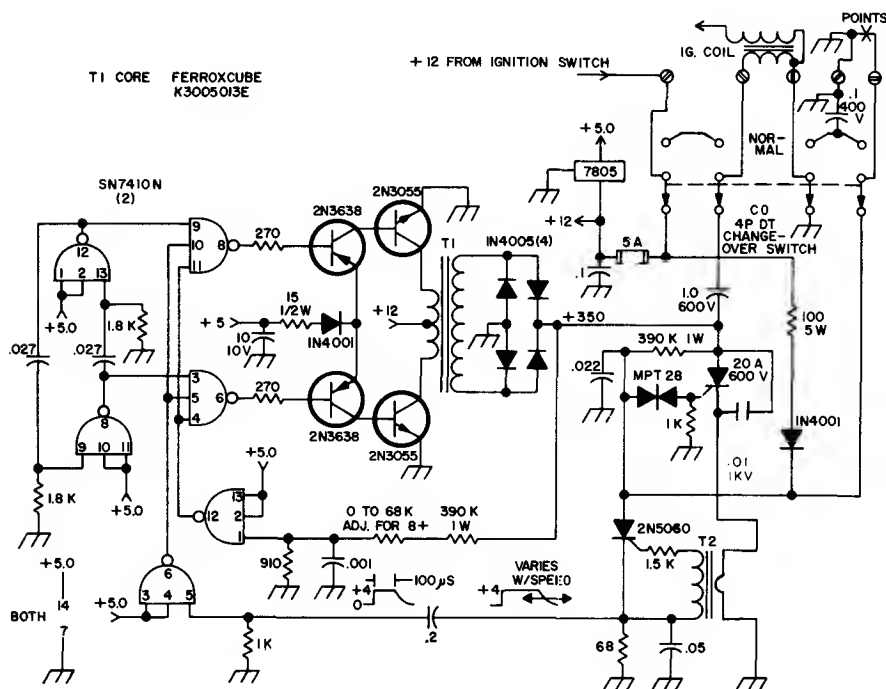 POINTS
IG. COIL
+12 FROM IGNITION SWITCH
T1 CORE FERROXCUBE
K3005013E
.1
400
V
+5.0
NOR-
MAL
7805
SN7410N
(2)
2N3055
12
9
10
11
8
270
2N3638
+12
C O
4P DT
CHANGE-
OVER SWITCH
5A
T1
1N4005(4)
1 2 13
+5.0
1.8 K
.1
1.0
600V
15
1/2W
+5
+12
+350
100
5W
.027
.027
10
10V
1N4001
390 K 1W
20 A
600 V
.022
MPT 28
3
5
4
6
270
8
1K
2N3638
2N3055
1N4001
9 10 11
+5.0
.01
1KV
1.8 K
+5.0
12
13
2
1
0 TO 68K
ADJ. FOR 8+
390 K
1W
2N5060
T2
1.5 K
910
.001
6
+5.0
100µS
VARIES
W/SPEED
+4
0
+4
14
BOTH
7
+5.0
3 4 5
.2
1K
68
.05